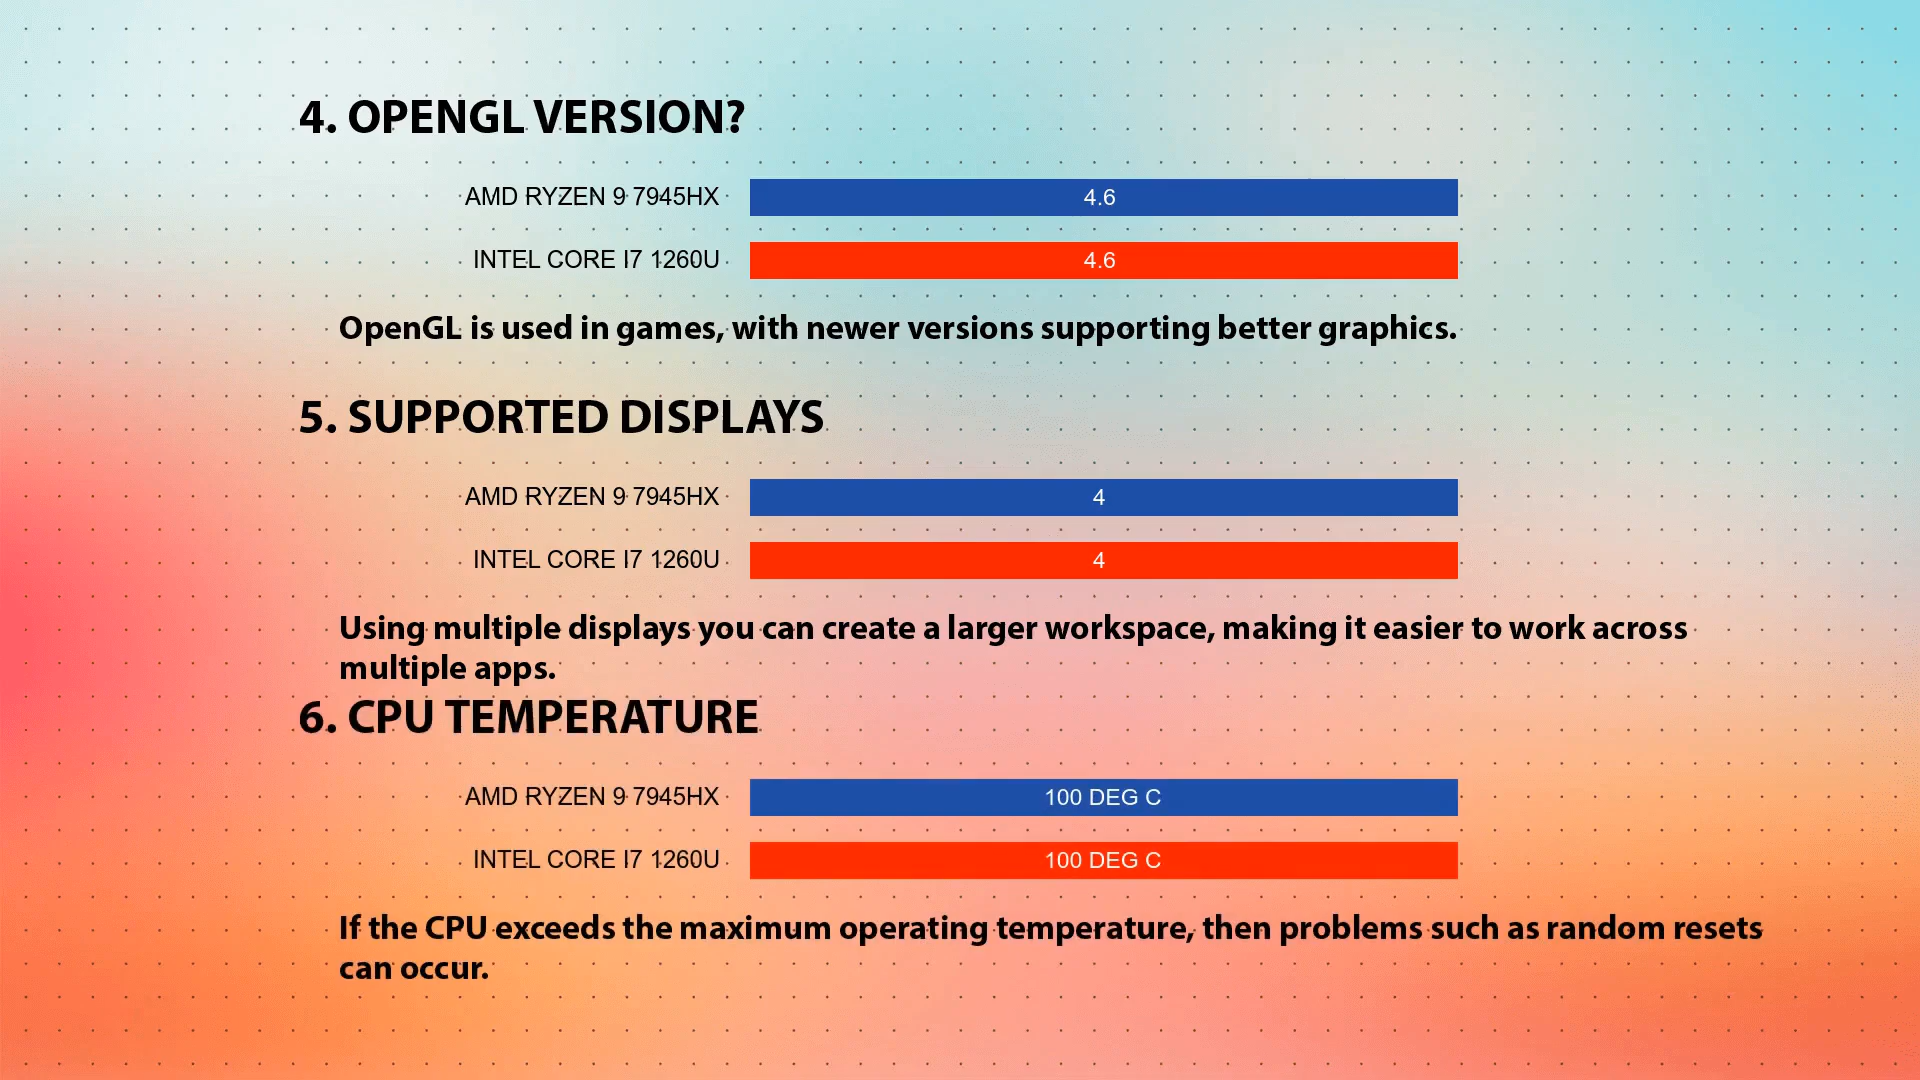 4. OPENGL VERSION?
AMD RYZEN 9 7945HX
4.6
INTEL CORE I7 1260U
4.6
OpenGL is used in games, with newer versions supporting better graphics.
5. SUPPORTED DISPLAYS
AMD RYZEN 9 7945HX
4
INTEL CORE I7 1260U
4
Using multiple displays you can create a larger workspace, making it easier to work across
multiple apps.
6. CPU TEMPERATURE
AMD RYZEN 9 7945HX
100 DEG C
INTEL CORE I7 1260U
100 DEG C
If the CPU exceeds the maximum operating temperature, then problems such as random resets
can occur.